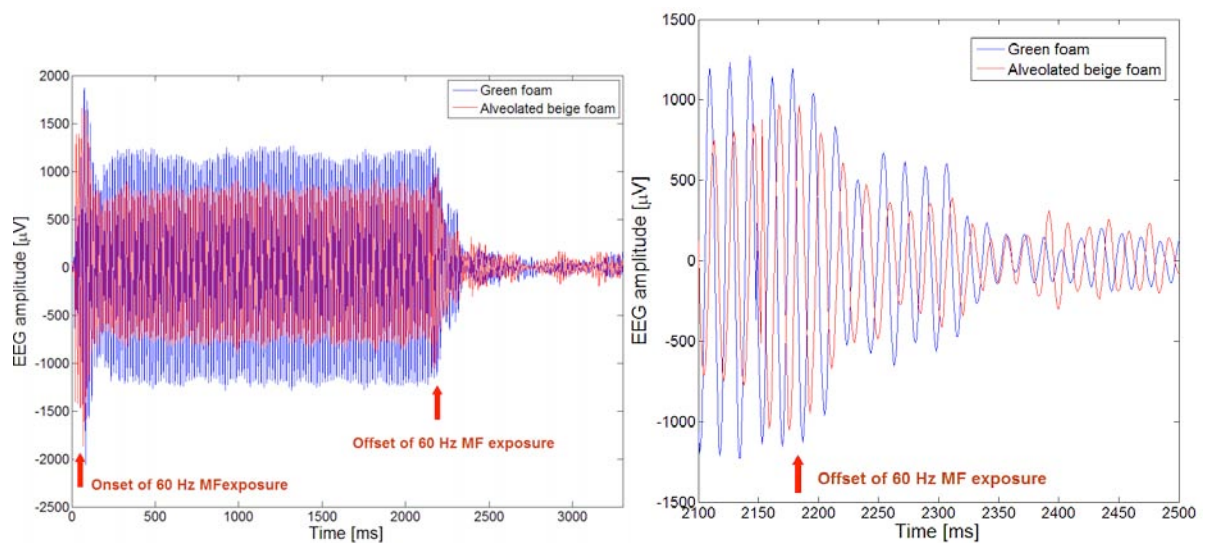 2000
1500
1000
500
0
-500
-1000
-1500
-2000
-2500
EEG amplitude [μV]
Green foam
Alveolated beige foam
Offset of 60 Hz MF exposure
Onset of 60 Hz MFexposure
0 500 1000 1500 2000 2500 3000
Time [ms]
1500
1000
500
0
-500
-1000
-1500
EEG amplitude [μV]
Green foam
Alveolated beige foam
Offset of 60 Hz MF exposure
2100 2150 2200 2250 2300 2350 2400 2450 2500
Time [ms]